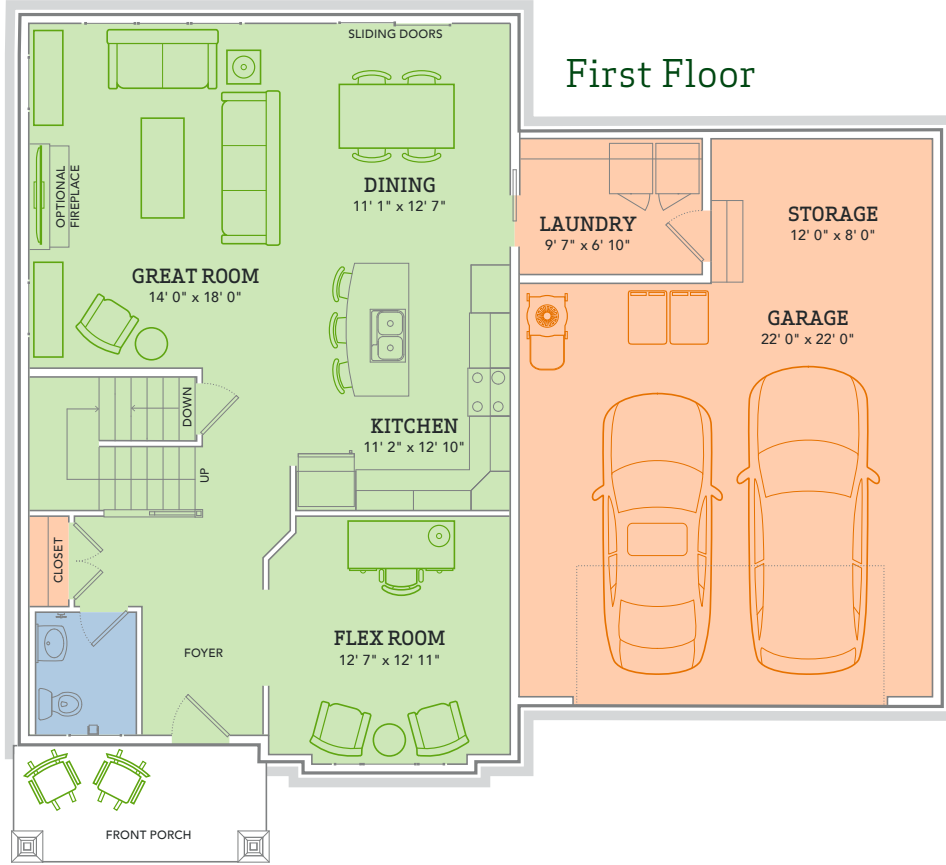 SLIDING DOORS
First Floor
OPTIONAL
FIREPLACE
DINING
11' 1" x 12' 7"
LAUNDRY
9' 7" x 6' 10"
STORAGE
12' 0" x 8' 0"
GREAT ROOM
14' 0" x 18' 0"
GARAGE
22' 0" x 22' 0"
DOWN
KITCHEN
11' 2" x 12' 10"
UP
CLOSET
FOYER
FLEX ROOM
12' 7" x 12' 11"
FRONT PORCH